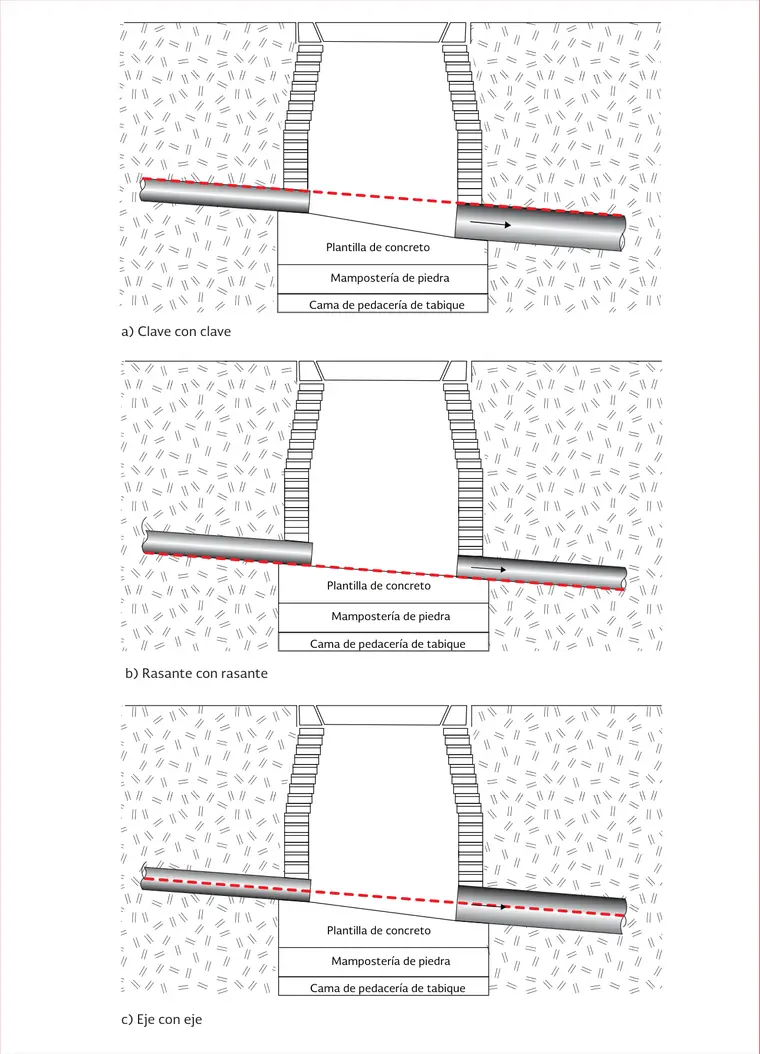 Plantilla de concreto
Mampostería de piedra
Cama de pedacería de tabique
a) Clave con clave
Plantilla de concreto
Mampostería de piedra
Cama de pedacería de tabique
b) Rasante con rasante
Plantilla de concreto
Mampostería de piedra
Cama de pedacería de tabique
c) Eje con eje